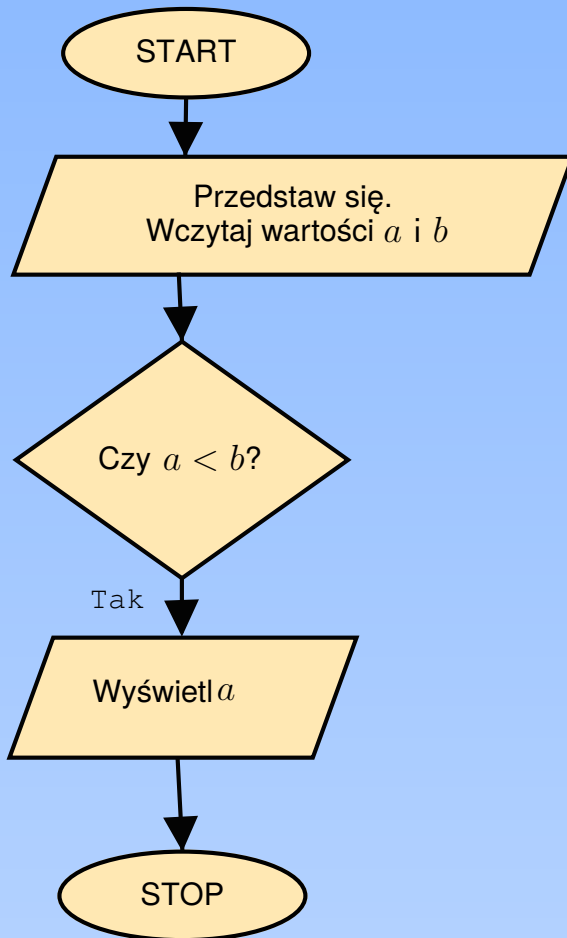 START
Przedstaw się.
Wczytaj wartości a i b
Czy a < b?
Tak
Wyświetl a
STOP